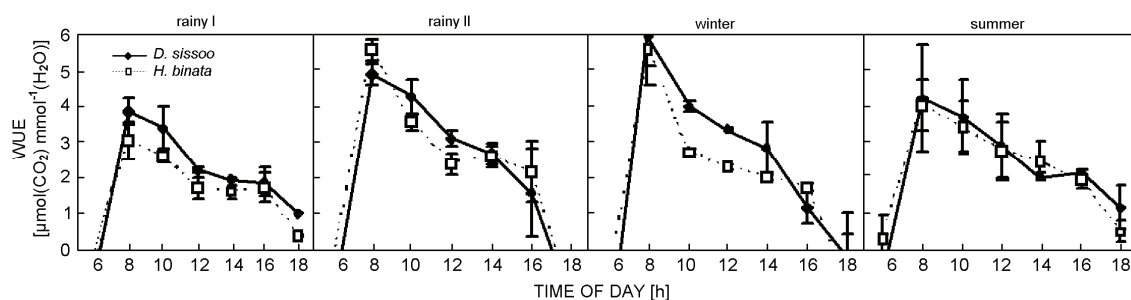 rainy I rainy II winter summer
D. sissoo
H. binata
WUE
[μmol(CO₂) mmol⁻¹(H₂O)]
6
5
4
3
2
1
0
6 8 10 12 14 16 18 6 8 10 12 14 16 18 6 8 10 12 14 16 18 6 8 10 12 14 16 18
TIME OF DAY [h]